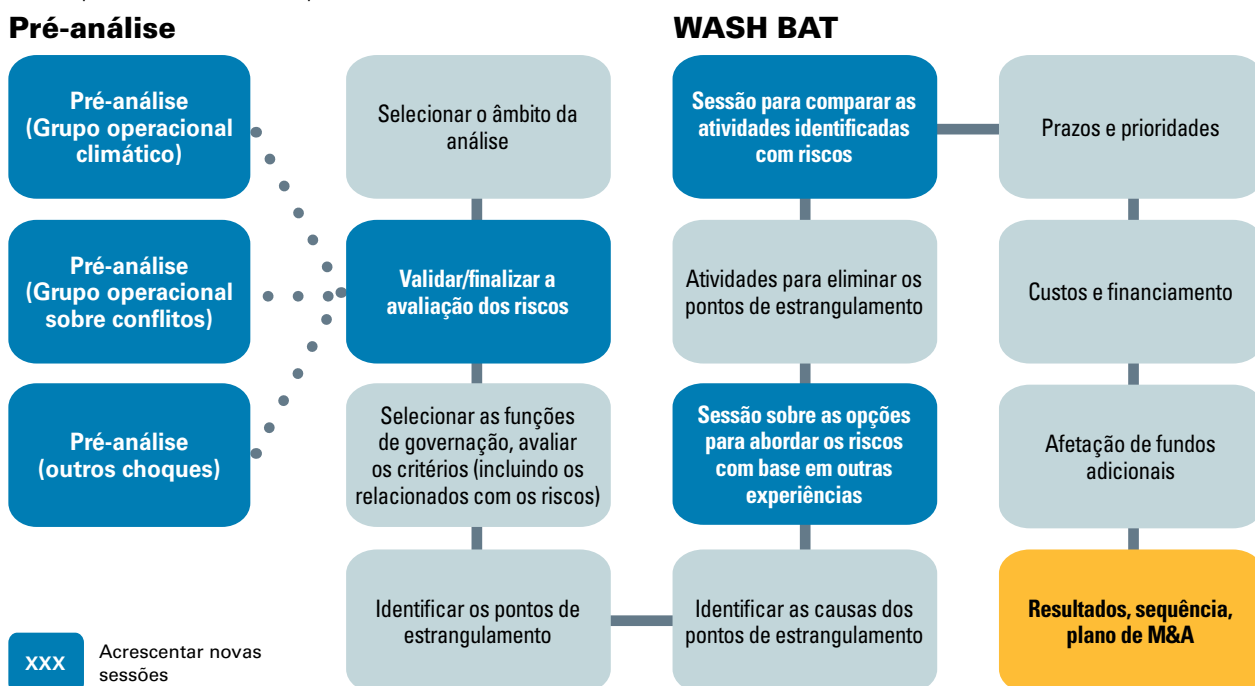 Pré-análise
Pré-análise
(Grupo operacional
climático)
Pré-análise
(Grupo operacional
sobre conflitos)
Pré-análise
(outros choques)
Selecionar o âmbito da
análise
Validar/finalizar a
avaliação dos riscos
Selecionar as funções
de governação, avaliar
os critérios (incluindo os
relacionados com os riscos)
Identificar os pontos de
estrangulamento
WASH BAT
Sessão para comparar as
atividades identificadas
com riscos
Atividades para eliminar os
pontos de estrangulamento
Sessão sobre as opções
para abordar os riscos
com base em outras
experiências
Identificar as causas dos
pontos de estrangulamento
Prazos e prioridades
Custos e financiamento
Afetação de fundos
adicionais
Resultados, sequência,
plano de M&A
XXX
Acrescentar novas
sessões